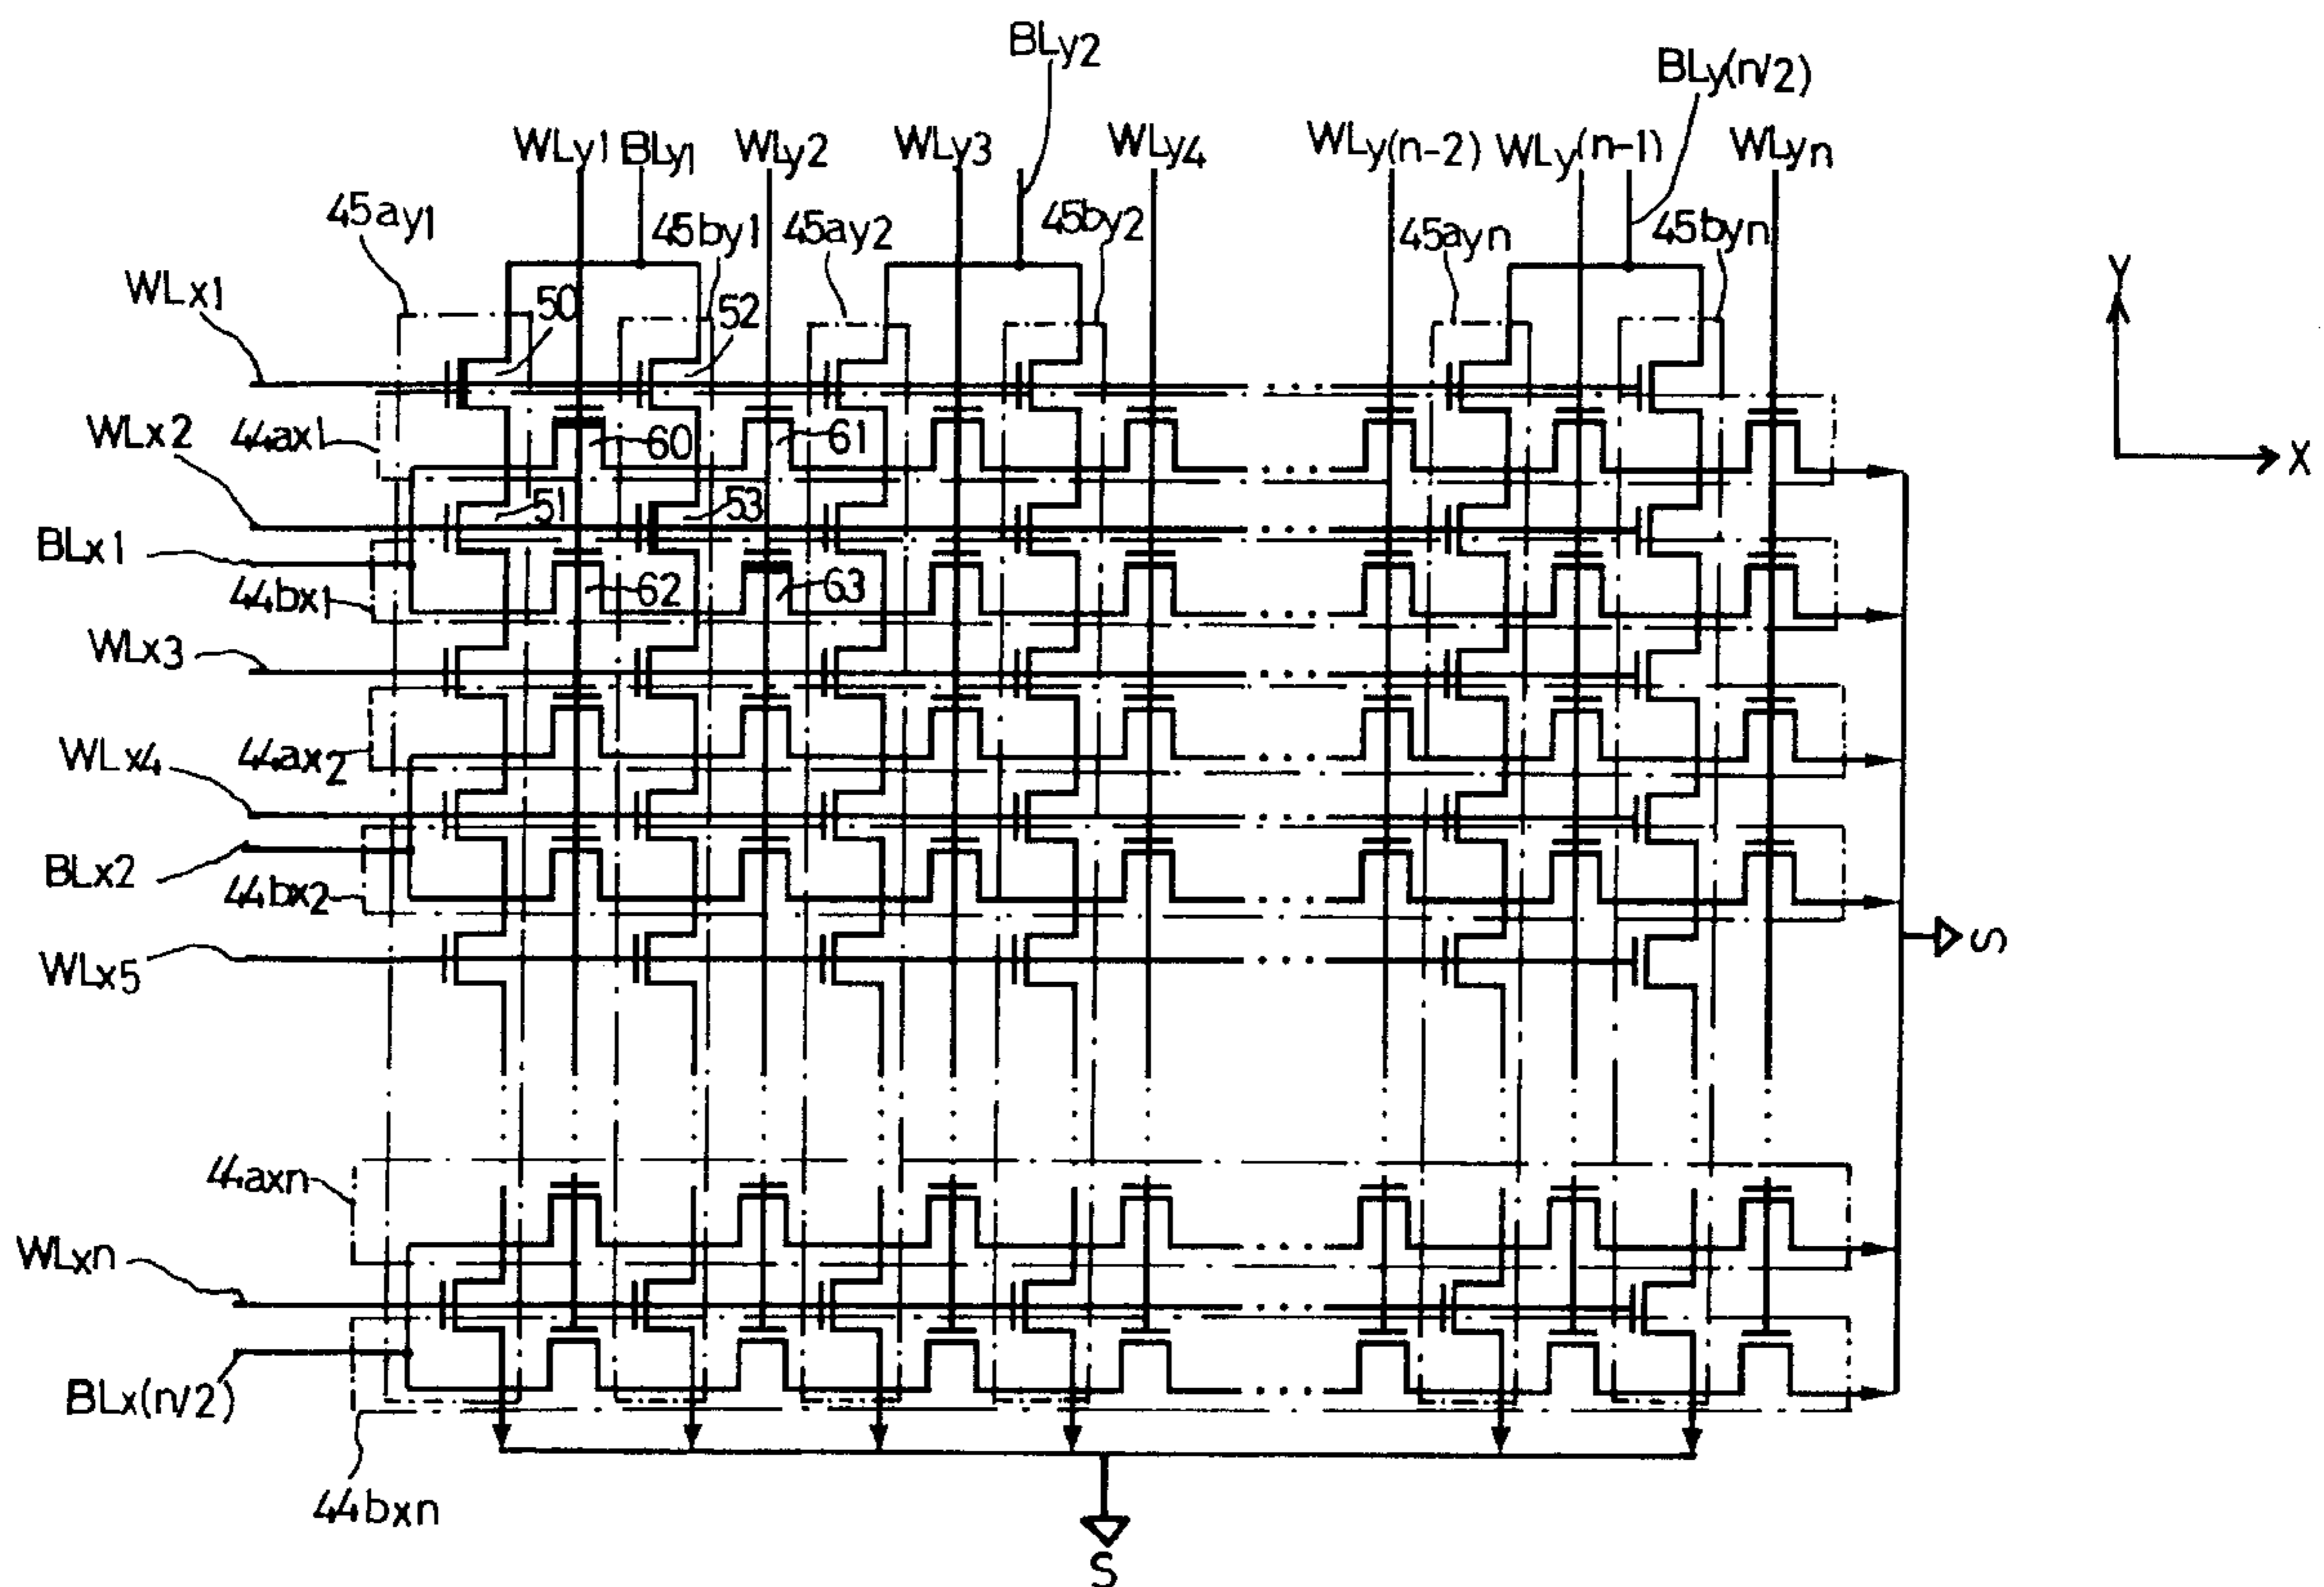 BLy2
BLy(n/2)
WLy1 BLy1 WLy2 WLy3 WLy4 WLy(n-2) WLy(n-1) WLyn
45ay1 45by1 45ay2 45by2 45ayn 45byn
WLx1 50 52 Y
WLx2 44ax1 60 61 X
BLx1 51 53
44bx1 62 63
WLx3
WLx4 44ax2
BLx2
44bx2
WLx5 S
44axn
WLxn
BLx(n/2)
44bxn
S